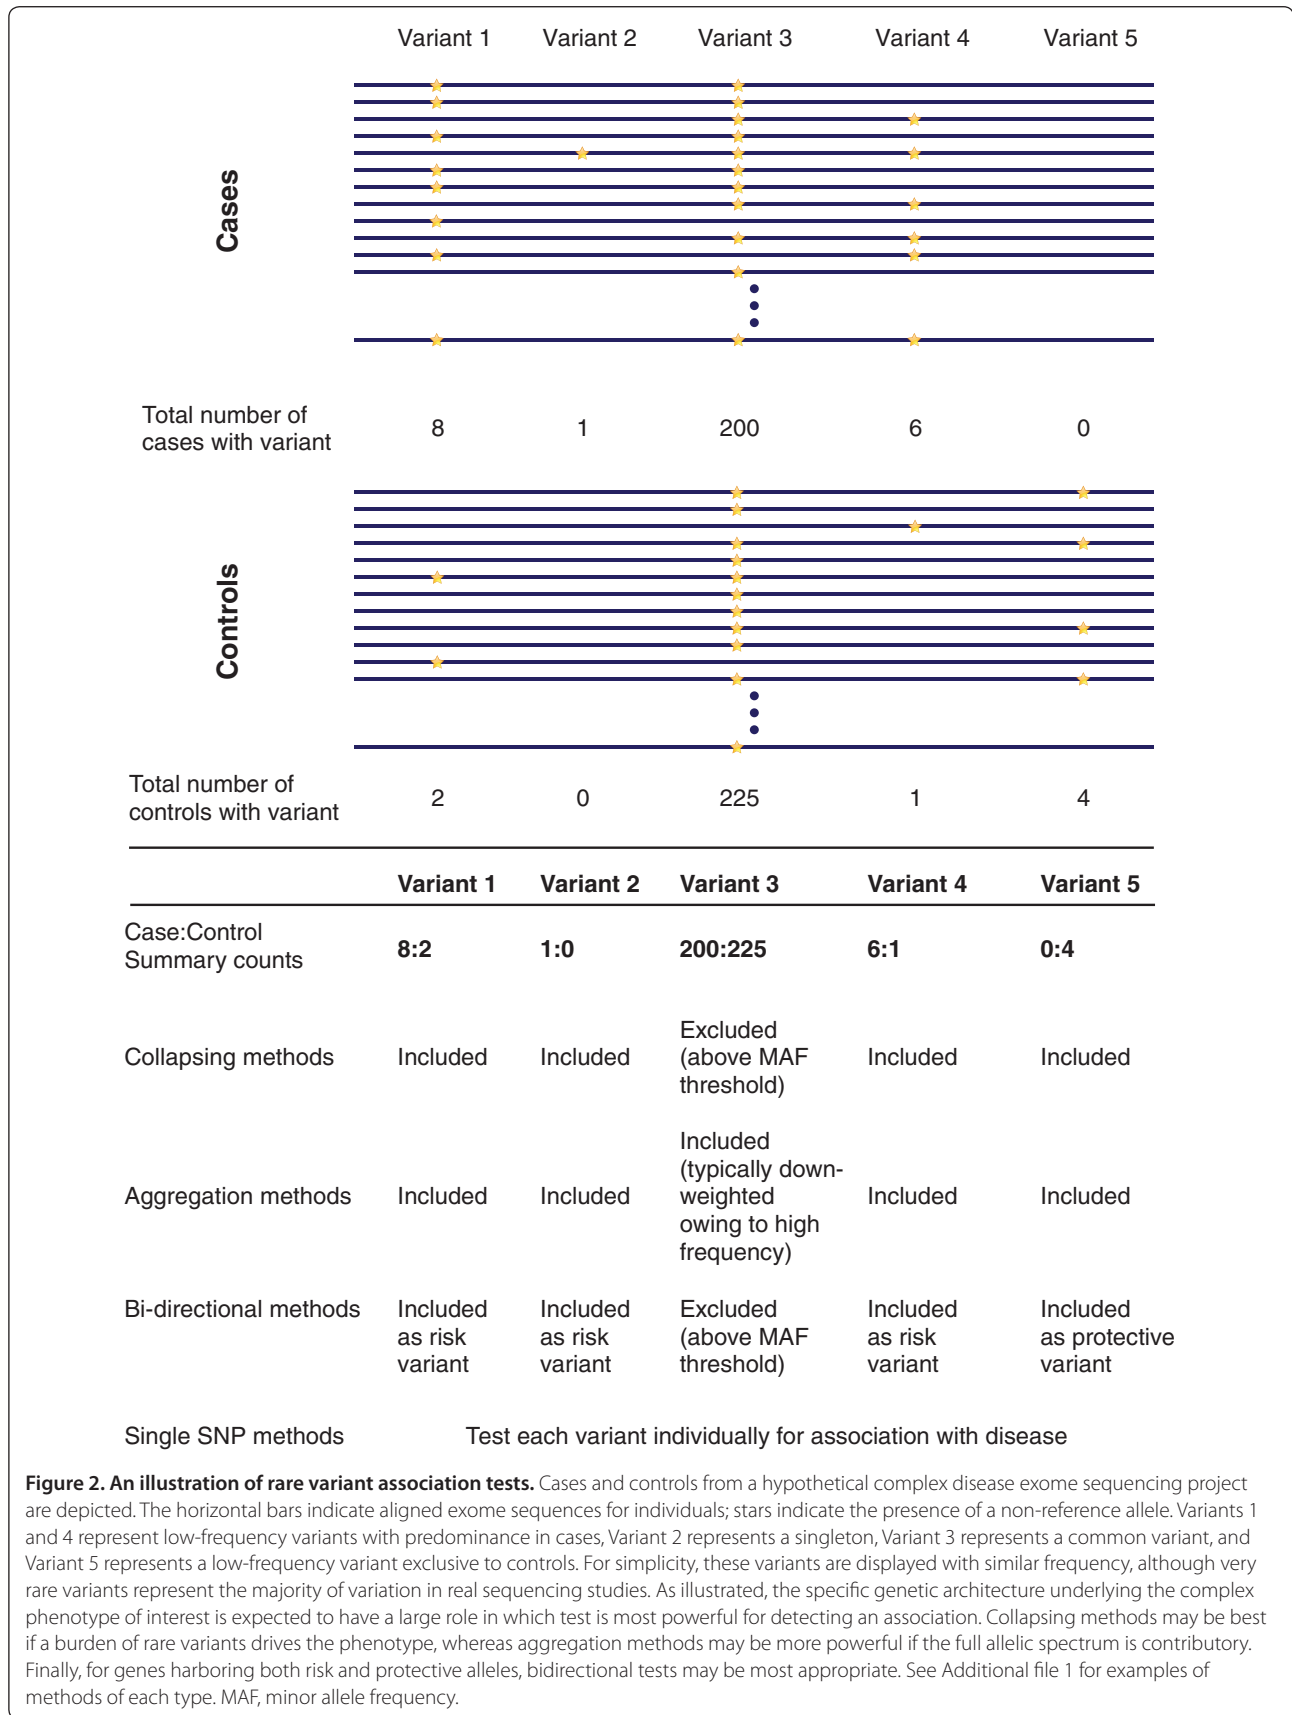 Variant 1 Variant 2 Variant 3 Variant 4 Variant 5
Cases
Total number of
cases with variant
8 1 200 6 0
Controls
Total number of
controls with variant
2 0 225 1 4
Variant 1 Variant 2 Variant 3 Variant 4 Variant 5
Case:Control
Summary counts
8:2 1:0 200:225 6:1 0:4
Collapsing methods
Included
Included
Excluded
(above MAF
threshold)
Included
Included
Aggregation methods
Included
Included
Included
(typically down-
weighted
owing to high
frequency)
Included
Included
Bi-directional methods
Included
as risk
variant
Included
as risk
variant
Excluded
(above MAF
threshold)
Included
as risk
variant
Included
as protective
variant
Single SNP methods
Test each variant individually for association with disease
Figure 2. An illustration of rare variant association tests. Cases and controls from a hypothetical complex disease exome sequencing project
are depicted. The horizontal bars indicate aligned exome sequences for individuals; stars indicate the presence of a non-reference allele. Variants 1
and 4 represent low-frequency variants with predominance in cases, Variant 2 represents a singleton, Variant 3 represents a common variant, and
Variant 5 represents a low-frequency variant exclusive to controls. For simplicity, these variants are displayed with similar frequency, although very
rare variants represent the majority of variation in real sequencing studies. As illustrated, the specific genetic architecture underlying the complex
phenotype of interest is expected to have a large role in which test is most powerful for detecting an association. Collapsing methods may be best
if a burden of rare variants drives the phenotype, whereas aggregation methods may be more powerful if the full allelic spectrum is contributory.
Finally, for genes harboring both risk and protective alleles, bidirectional tests may be most appropriate. See Additional file 1 for examples of
methods of each type. MAF, minor allele frequency.